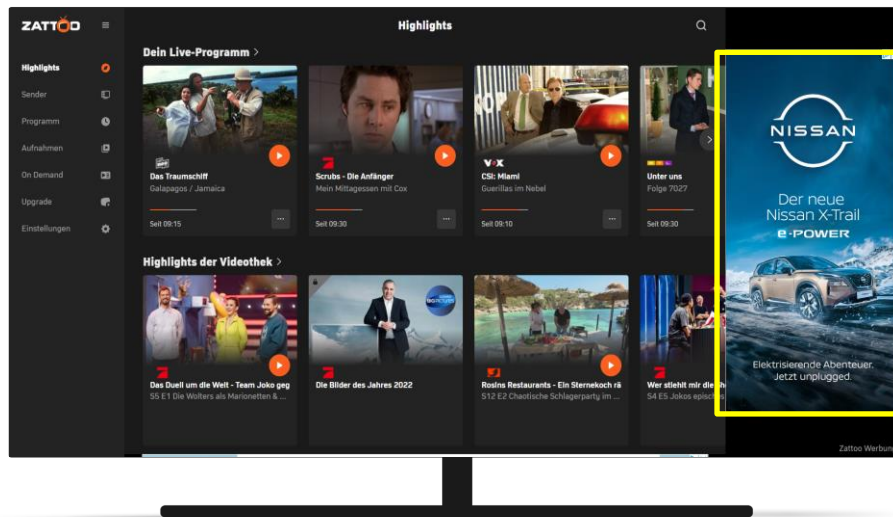 ZATTOO
Highlights
Highlights
Sender
Programm
Aufnahmen
On Demand
Upgrade
Einstellungen
Dein Live-Programm >
Das Traumschiff
Galapagos / Jamaica
Seit 09:15
Scrubs - Die Anfänger
Mein Mittagessen mit Cox
Seit 09:30
VOX
CSI: Miami
Guerillas im Nebel
Seit 09:10
RTL
Unter uns
Folge 7027
Seit 09:30
Highlights der Videothek >
Das Duell um die Welt - Team Joko geg
S5 E1 Die Wolters als Marionetten & ...
Die Bilder des Jahres 2022
Rosins Restaurants - Ein Sternekoch rä
S12 E2 Chaotische Schlagerparty im ...
Wer stiehlt mir die Sh
S4 E5 Jokos episches
NISSAN
Der neue
Nissan X-Trail
e-POWER
Elektrisierende Abenteuer.
Jetzt unplugged.
Zattoo Werbung